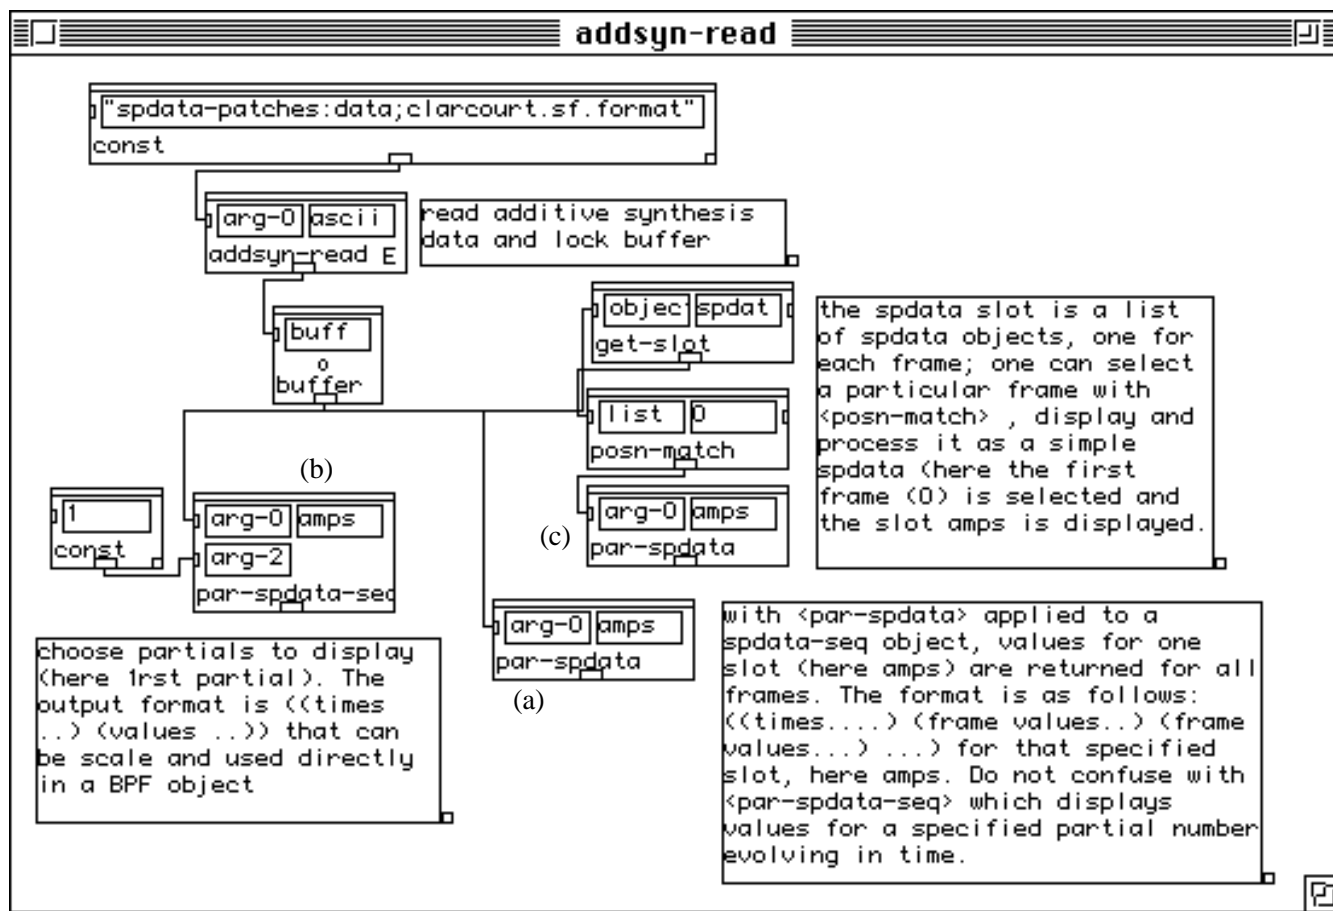 addsyn-read
"spdata-patches:data;clarcourt.sf.format"
const
arg-0 ascii
addsyn-read E
read additive synthesis
data and lock buffer
buff
o
buffer
objec spdat
get-slot
list 0
posn-match
arg-0 amps
par-spdata
(c)
the spdata slot is a list
of spdata objects, one for
each frame; one can select
a particular frame with
<posn-match> , display and
process it as a simple
spdata (here the first
frame (0) is selected and
the slot amps is displayed.
(b)
1
const
arg-0 amps
arg-2
par-spdata-seq
choose partials to display
(here 1rst partial). The
output format is ((times
..) (values ..)) that can
be scale and used directly
in a BPF object
arg-0 amps
par-spdata
(a)
with <par-spdata> applied to a
spdata-seq object, values for one
slot (here amps) are returned for all
frames. The format is as follows:
((times....) (frame values..) (frame
values...) ...) for that specified
slot, here amps. Do not confuse with
<par-spdata-seq> which displays
values for a specified partial number
evolving in time.